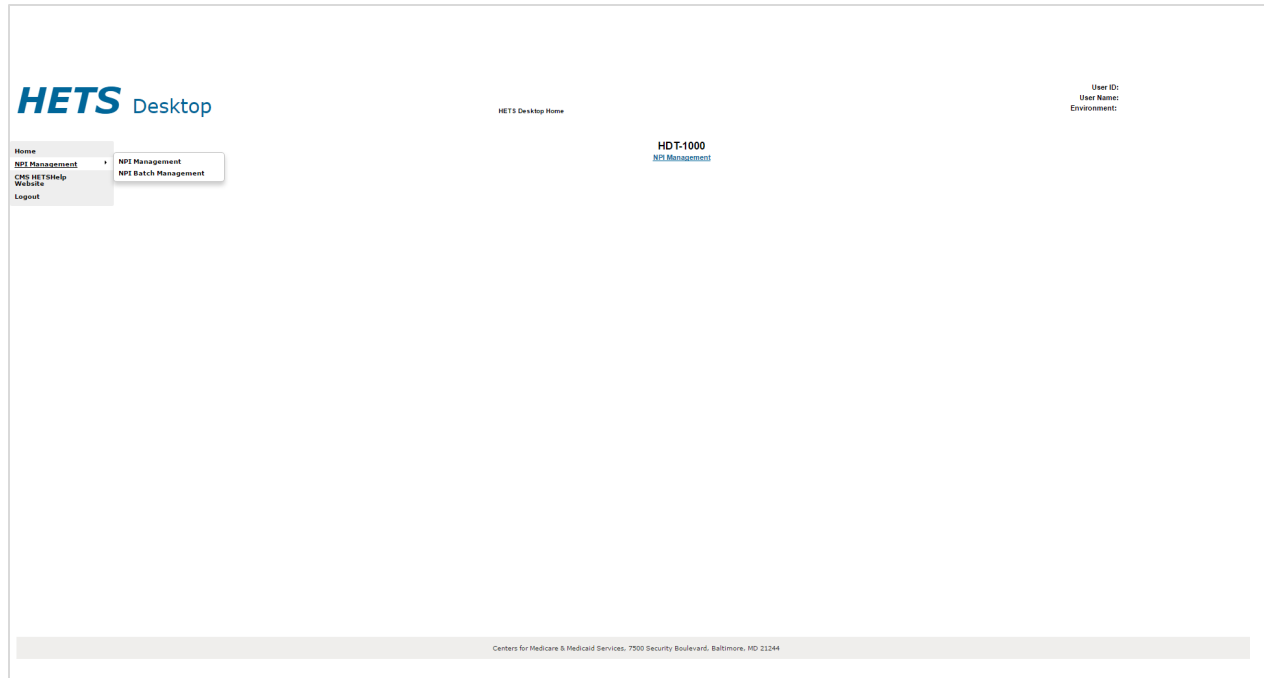 HETS Desktop
HETS Desktop Home
User ID:
User Name:
Environment:
Home
NPI Management
CMS HETSHelp
Website
Logout
NPI Management
NPI Batch Management
HDT-1000
NPI Management
Centers for Medicare & Medicaid Services, 7500 Security Boulevard, Baltimore, MD 21244